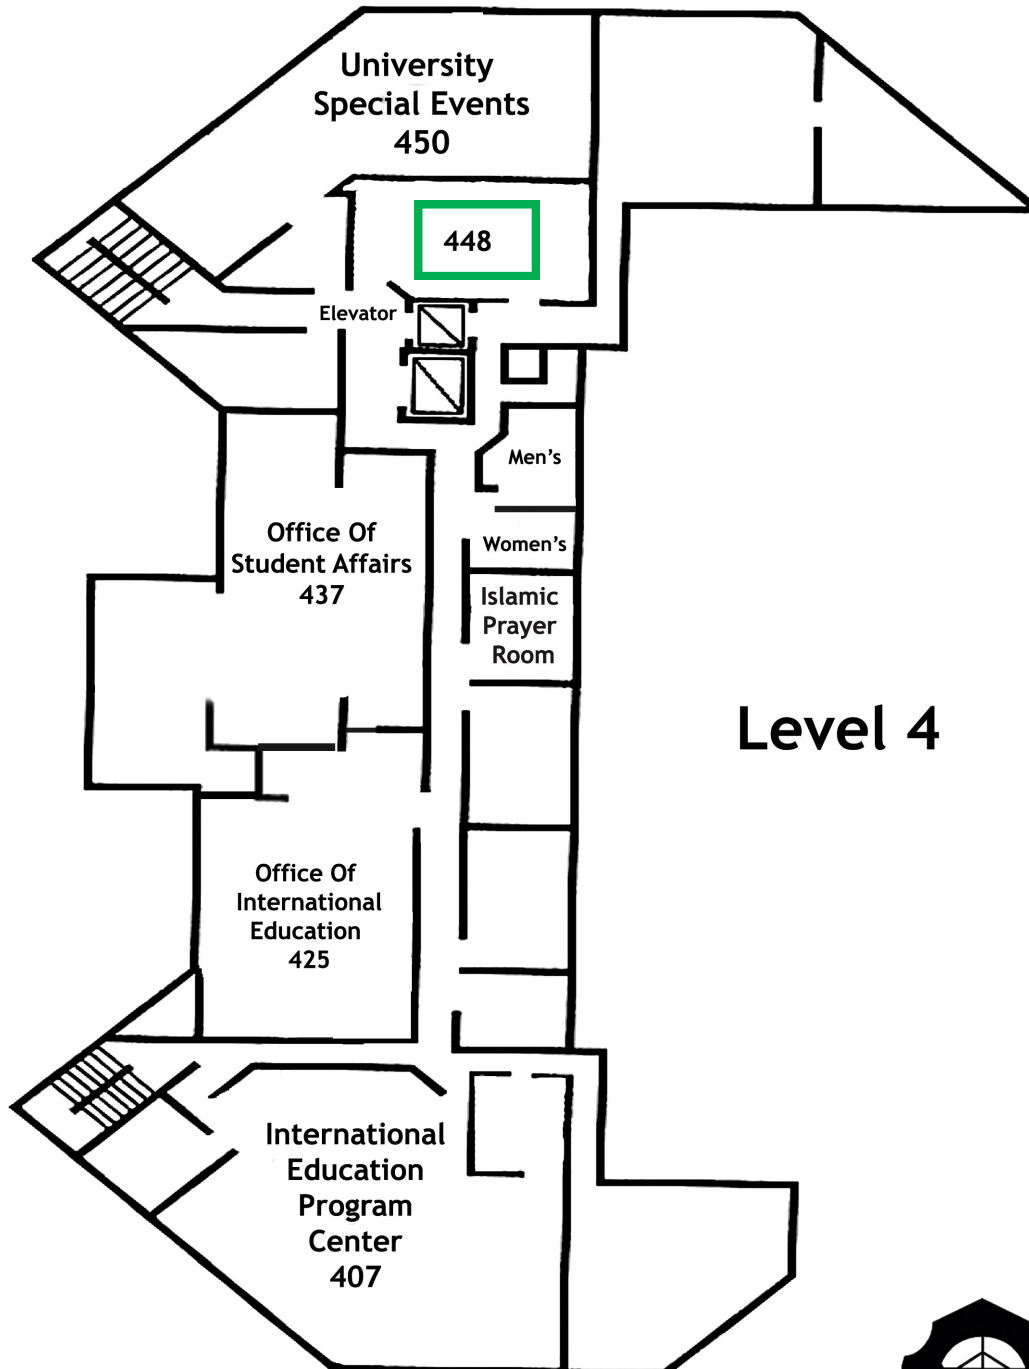 University
Special Events
450
448
Elevator
Men's
Office Of
Student Affairs
437
Women's
Islamic
Prayer
Room
Level 4
Office Of
International
Education
425
International
Education
Program
Center
407